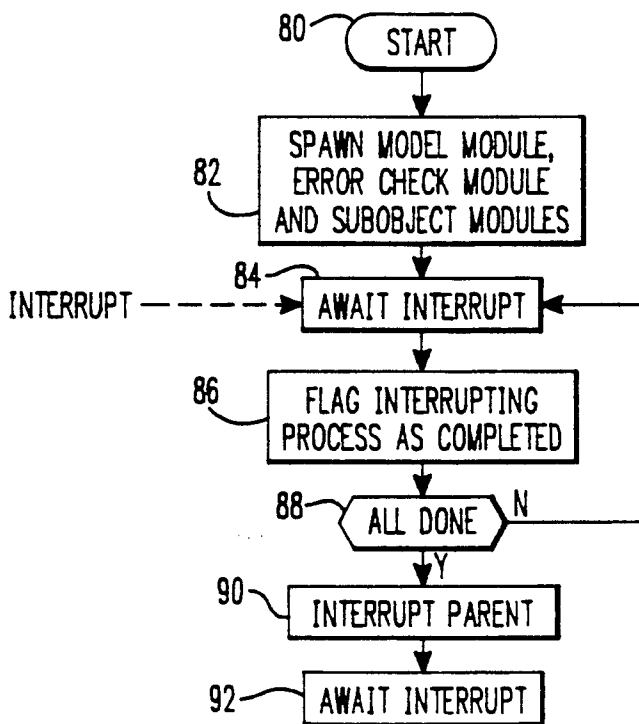 80
START
82
SPAWN MODEL MODULE,
ERROR CHECK MODULE
AND SUBOBJECT MODULES
84
INTERRUPT
AWAIT INTERRUPT
86
FLAG INTERRUPTING
PROCESS AS COMPLETED
88
ALL DONE
N
Y
90
INTERRUPT PARENT
92
AWAIT INTERRUPT